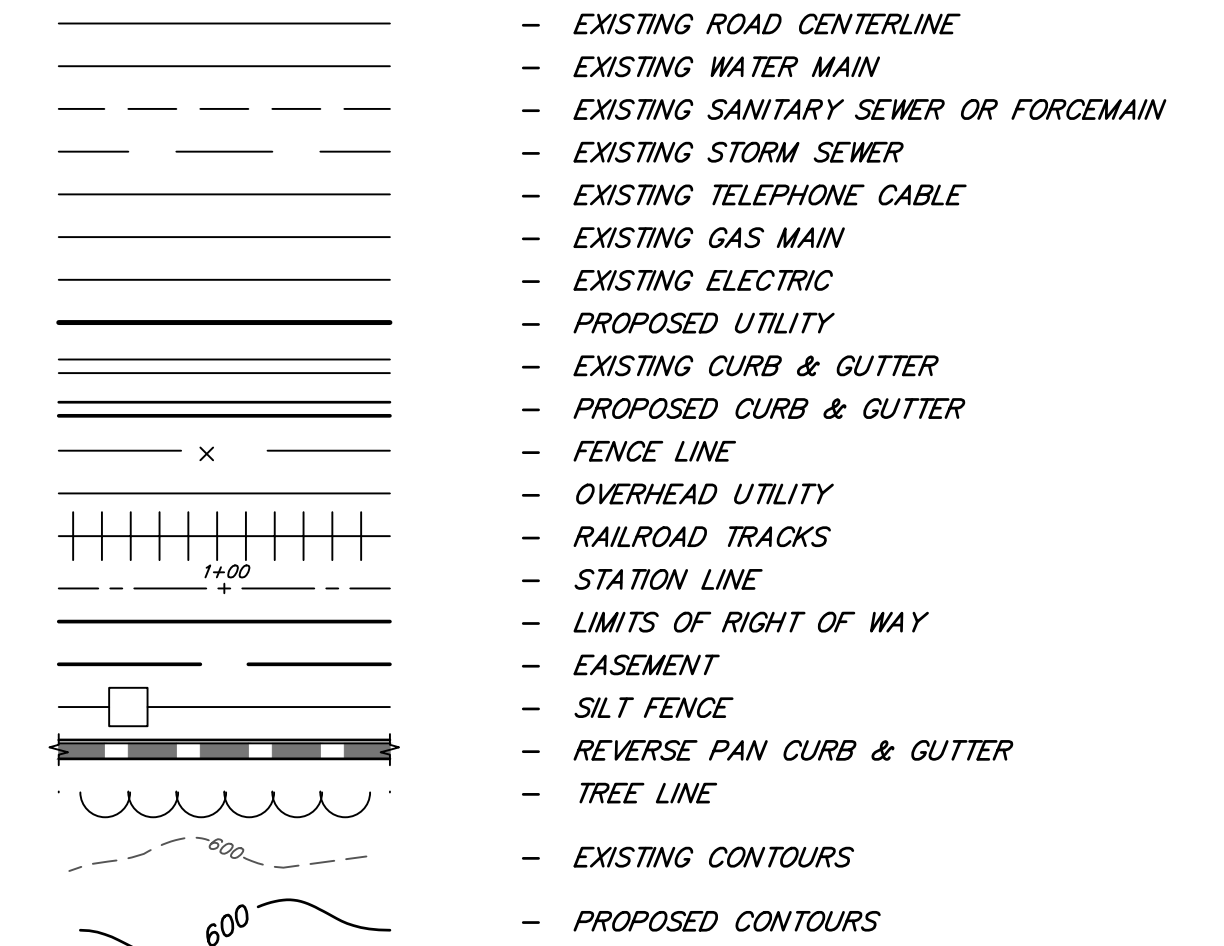 — EXISTING ROAD CENTERLINE
— EXISTING WATER MAIN
— EXISTING SANITARY SEWER OR FORCEMAIN
— EXISTING STORM SEWER
— EXISTING TELEPHONE CABLE
— EXISTING GAS MAIN
— EXISTING ELECTRIC
— PROPOSED UTILITY
— EXISTING CURB & GUTTER
— PROPOSED CURB & GUTTER
— FENCE LINE
— OVERHEAD UTILITY
— RAILROAD TRACKS
1+00
— STATION LINE
— LIMITS OF RIGHT OF WAY
— EASEMENT
— SILT FENCE
— REVERSE PAN CURB & GUTTER
— TREE LINE
600 — EXISTING CONTOURS
600 — PROPOSED CONTOURS